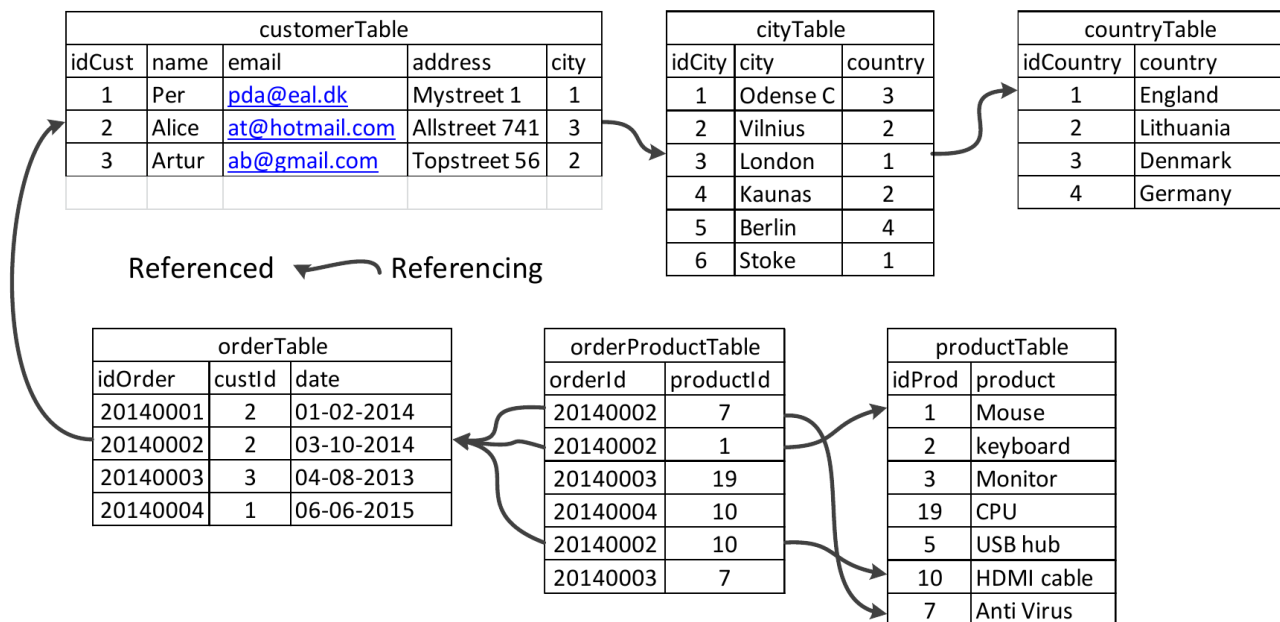 customerTable
idCust name email address city
1 Per pda@eal.dk Mystreet 1 1
2 Alice at@hotmail.com Allstreet 741 3
3 Artur ab@gmail.com Topstreet 56 2
cityTable
idCity city country
1 Odense C 3
2 Vilnius 2
3 London 1
4 Kaunas 2
5 Berlin 4
6 Stoke 1
countryTable
idCountry country
1 England
2 Lithuania
3 Denmark
4 Germany
Referenced Referencing
orderTable
idOrder custId date
20140001 2 01-02-2014
20140002 2 03-10-2014
20140003 3 04-08-2013
20140004 1 06-06-2015
orderProductTable
orderId productId
20140002 7
20140002 1
20140003 19
20140004 10
20140002 10
20140003 7
productTable
idProd product
1 Mouse
2 keyboard
3 Monitor
19 CPU
5 USB hub
10 HDMI cable
7 Anti Virus